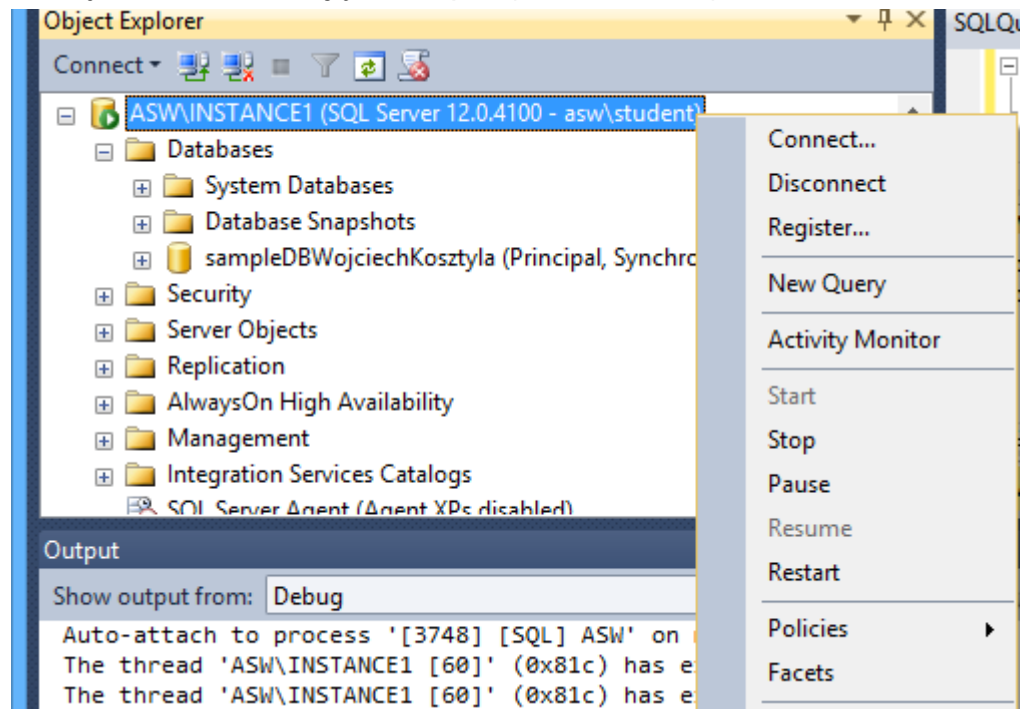 Object Explorer
SQLQu
Connect
ASW\INSTANCE1 (SQL Server 12.0.4100 - asw\student)
Databases
System Databases
Database Snapshots
sampleDBWojciechKosztyla (Principal, Synchro
Security
Server Objects
Replication
AlwaysOn High Availability
Management
Integration Services Catalogs
SQL Server Agent (Agent XPs disabled)
Connect...
Disconnect
Register...
New Query
Activity Monitor
Start
Stop
Pause
Resume
Restart
Policies
Facets
Output
Show output from: Debug
Auto-attach to process '[3748] [SQL] ASW' on
The thread 'ASW\INSTANCE1 [60]' (0x81c) has e
The thread 'ASW\INSTANCE1 [60]' (0x81c) has e